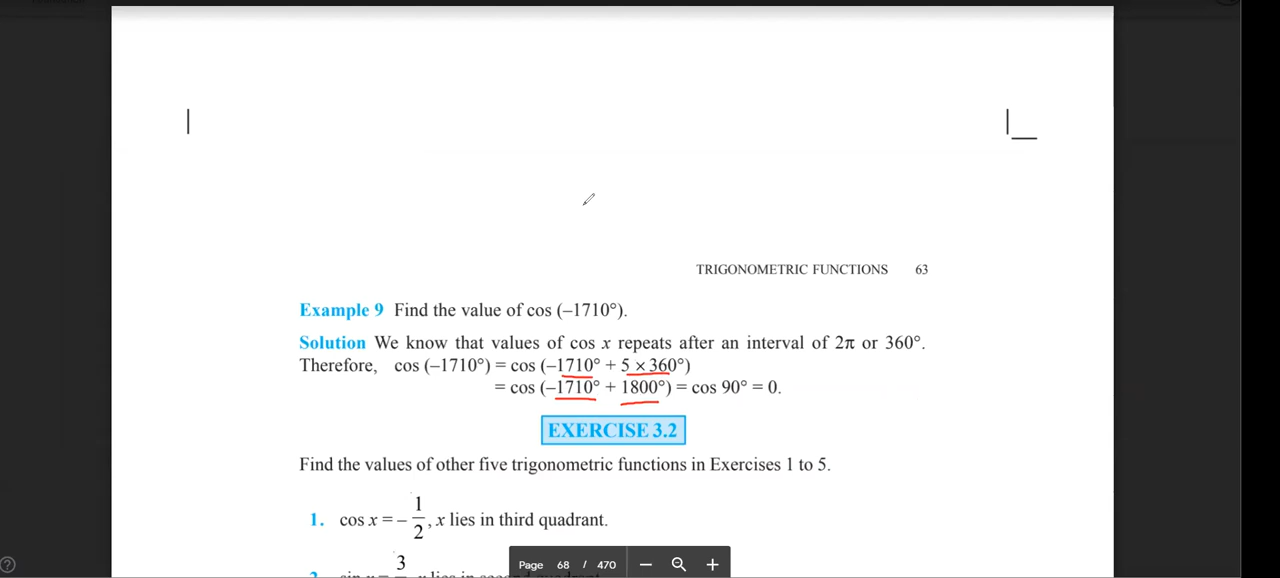 TRIGONOMETRIC FUNCTIONS 63
Example 9 Find the value of cos (–1710°).
Solution We know that values of cos x repeats after an interval of 2π or 360°.
Therefore, cos (–1710°) = cos (–1710° + 5 × 360°)
= cos (–1710° + 1800°) = cos 90° = 0.
EXERCISE 3.2
Find the values of other five trigonometric functions in Exercises 1 to 5.
1. cos x = – 1/2, x lies in third quadrant.
3
Page 68 / 470